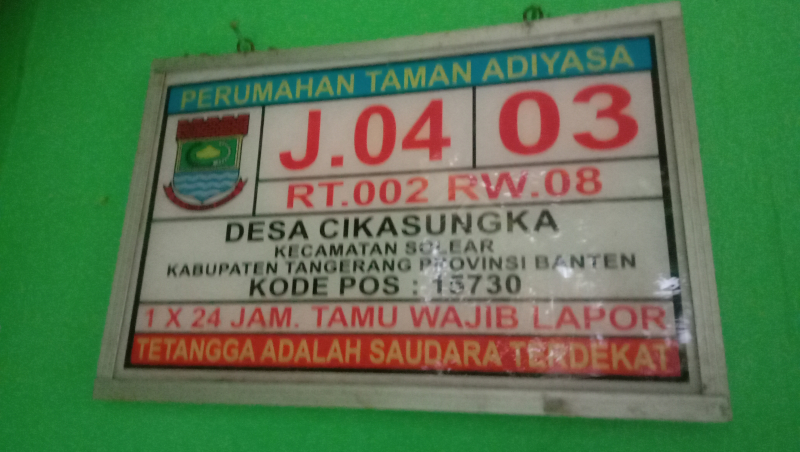 PERUMAHAN TAMAN ADIYASA
J.04 03
RT.002 RW.08
DESA CIKASUNGKA
KECAMATAN SOLEAR
KABUPATEN TANGERANG PROVINSI BANTEN
KODE POS : 15730
1 X 24 JAM. TAMU WAJIB LAPOR
TETANGGA ADALAH SAUDARA TERDEKAT